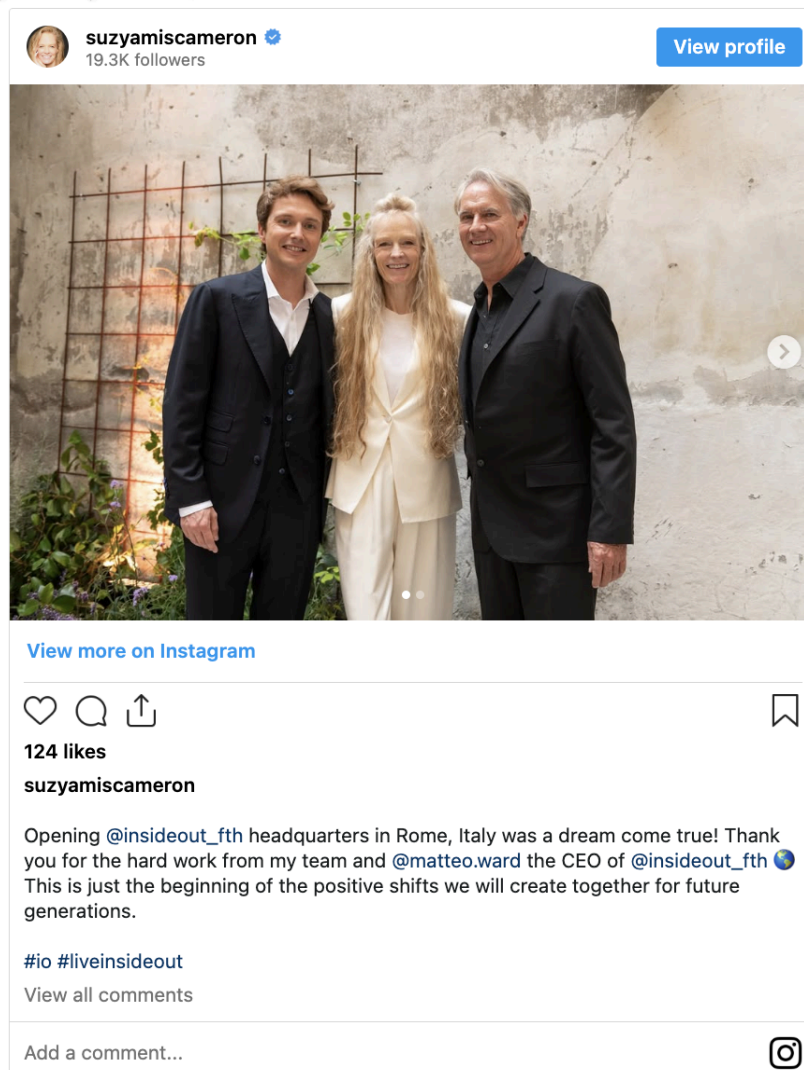 suzyamiscameron
19.3K followers
View profile
View more on Instagram
124 likes
suzyamiscameron
Opening @insideout_fth headquarters in Rome, Italy was a dream come true! Thank
you for the hard work from my team and @matteo.ward the CEO of @insideout_fth 🌎
This is just the beginning of the positive shifts we will create together for future
generations.
#io #liveinsideout
View all comments
Add a comment...